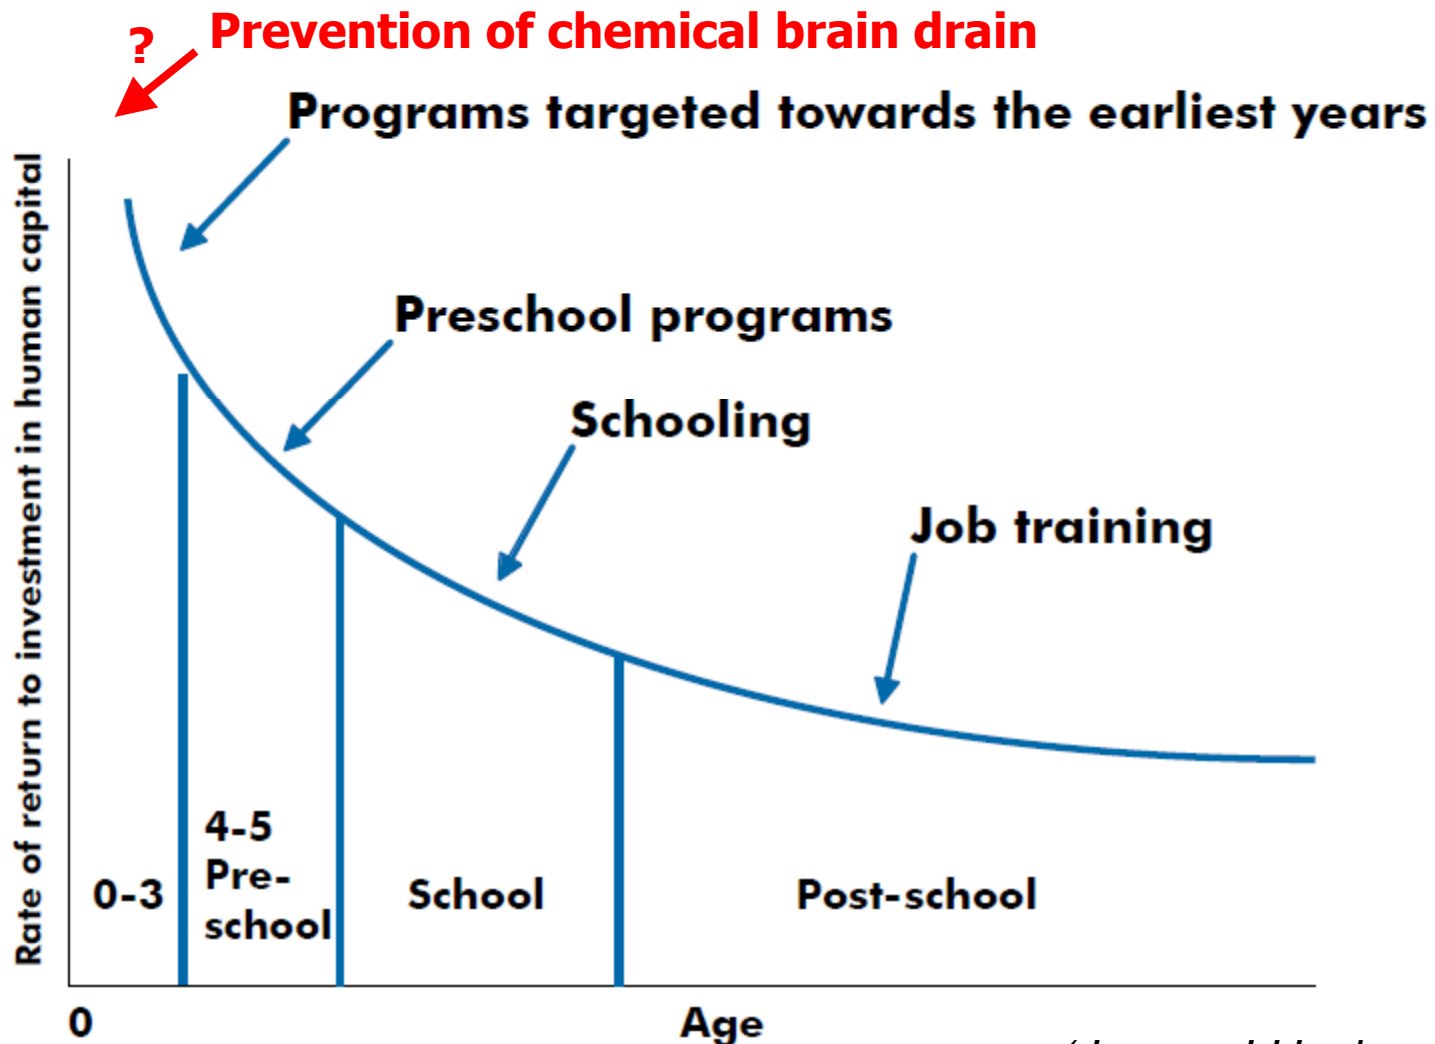 ?
Prevention of chemical brain drain
Programs targeted towards the earliest years
Preschool programs
Schooling
Job training
Rate of return to investment in human capital
0-3
4-5
Pre-
school
School
Post-school
0
Age